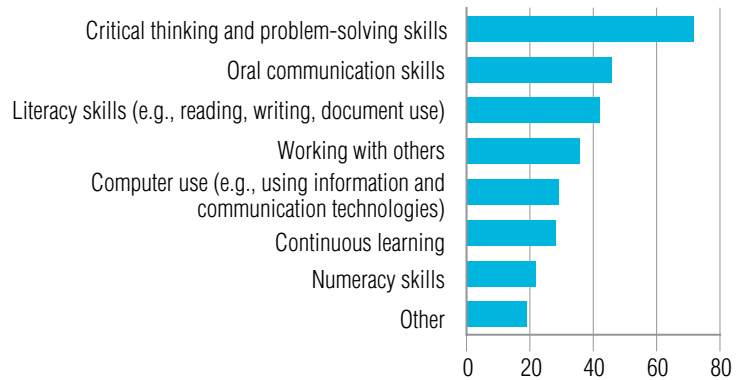 Critical thinking and problem-solving skills
Oral communication skills
Literacy skills (e.g., reading, writing, document use)
Working with others
Computer use (e.g., using information and
communication technologies)
Continuous learning
Numeracy skills
Other
0 20 40 60 80